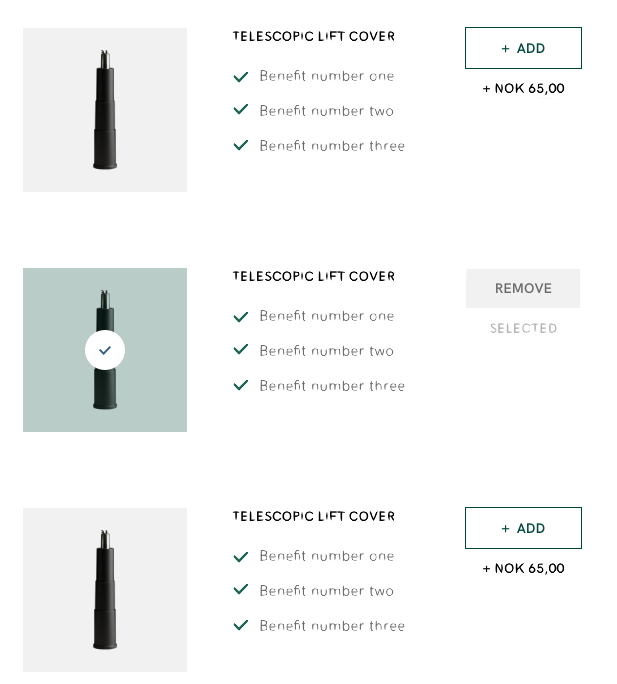 TELESCOPIC LIFT COVER
+ ADD
Benefit number one
+ NOK 65,00
Benefit number two
Benefit number three
TELESCOPIC LIFT COVER
REMOVE
Benefit number one
SELECTED
Benefit number two
Benefit number three
TELESCOPIC LIFT COVER
+ ADD
Benefit number one
+ NOK 65,00
Benefit number two
Benefit number three